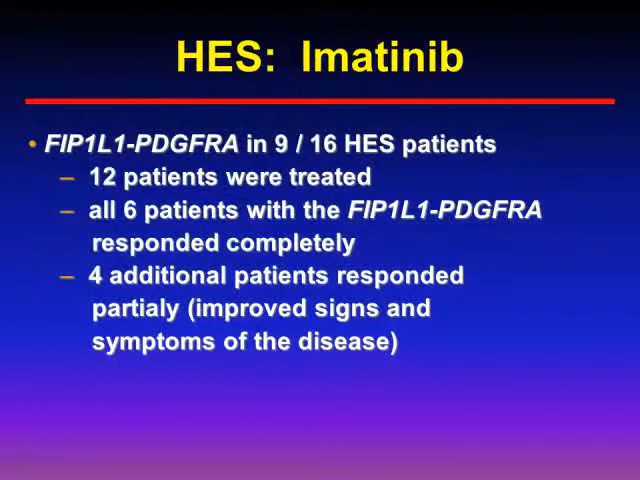 HES:  Imatinib
• FIP1L1-PDGFRA in 9 / 16 HES patients
– 12 patients were treated
– all 6 patients with the FIP1L1-PDGFRA
responded completely
– 4 additional patients responded
partialy (improved signs and
symptoms of the disease)